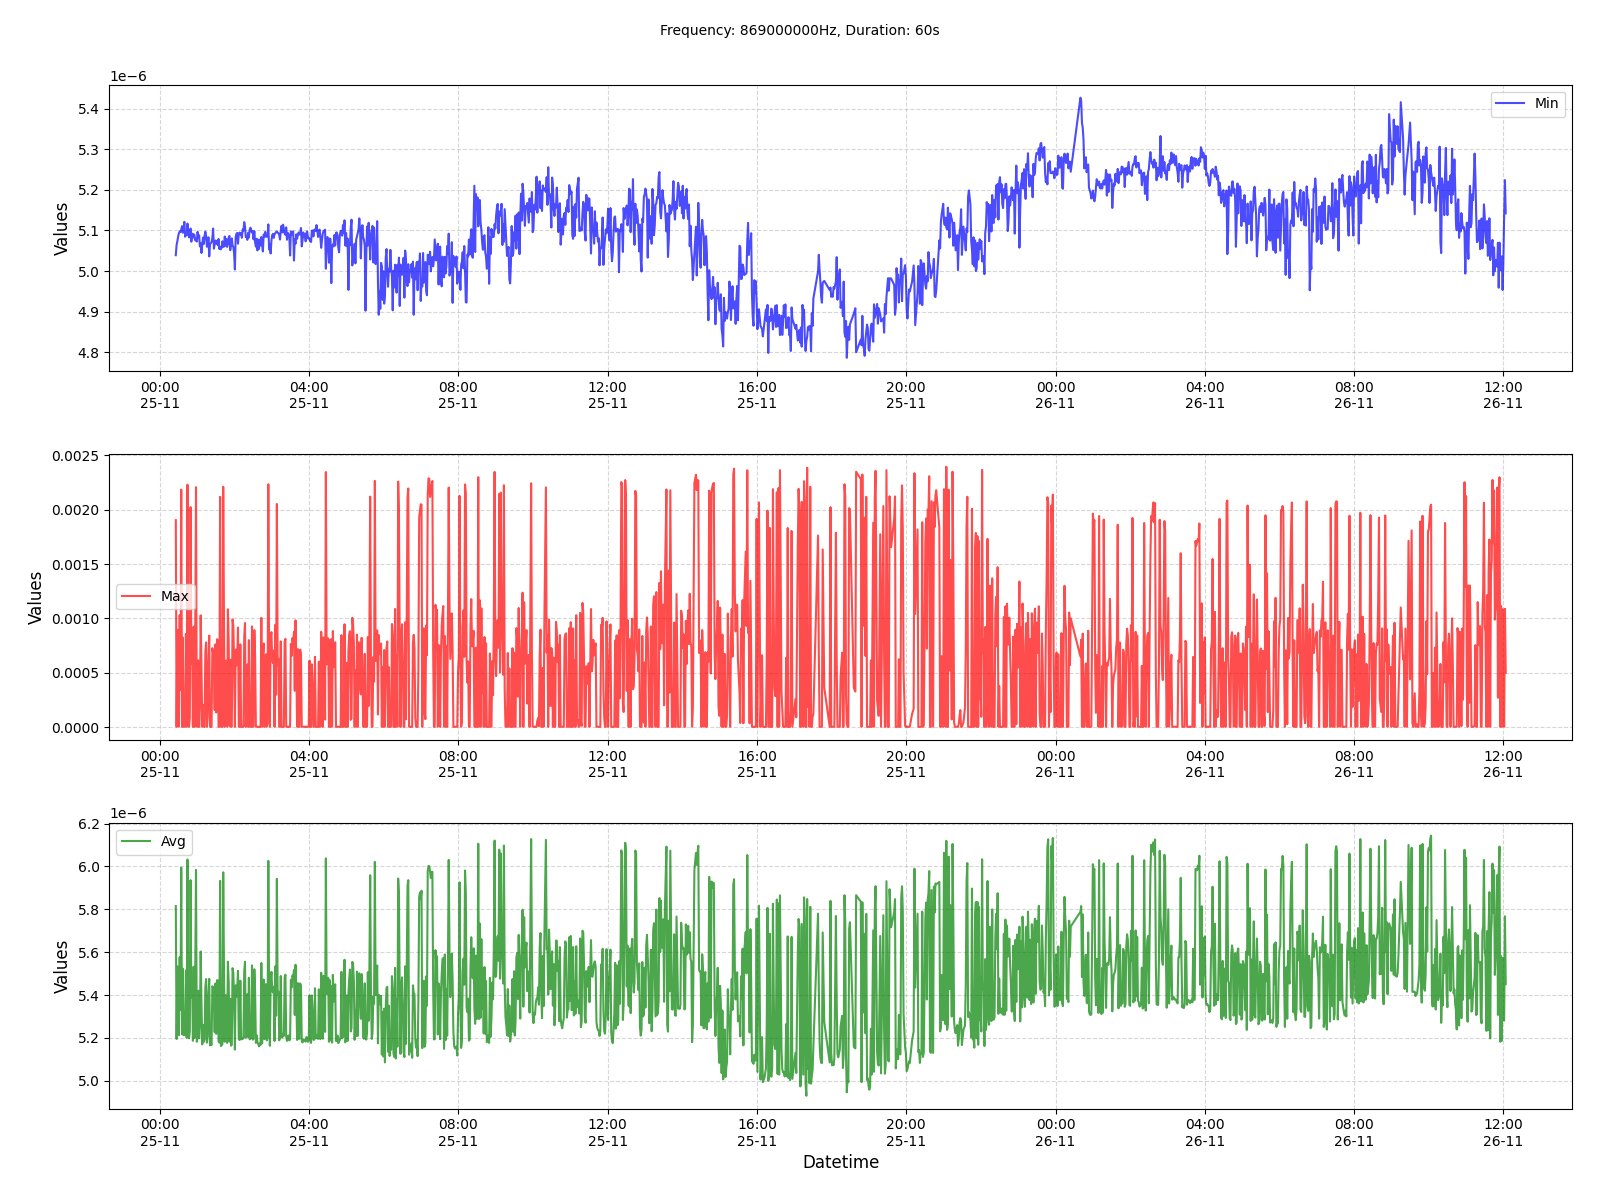 Frequency: 869000000Hz, Duration: 60s
1e−6
5.4
5.3
5.2
5.1
5.0
4.9
4.8
Values
Min
00:00 04:00 08:00 12:00 16:00 20:00 00:00 04:00 08:00 12:00
25-11 25-11 25-11 25-11 25-11 25-11 26-11 26-11 26-11 26-11
0.0025
0.0020
0.0015
0.0010
0.0005
0.0000
Values
Max
00:00 04:00 08:00 12:00 16:00 20:00 00:00 04:00 08:00 12:00
25-11 25-11 25-11 25-11 25-11 25-11 26-11 26-11 26-11 26-11
1e−6
6.2
6.0
5.8
5.6
5.4
5.2
5.0
Values
Avg
00:00 04:00 08:00 12:00 16:00 20:00 00:00 04:00 08:00 12:00
25-11 25-11 25-11 25-11 25-11 25-11 26-11 26-11 26-11 26-11
Datetime